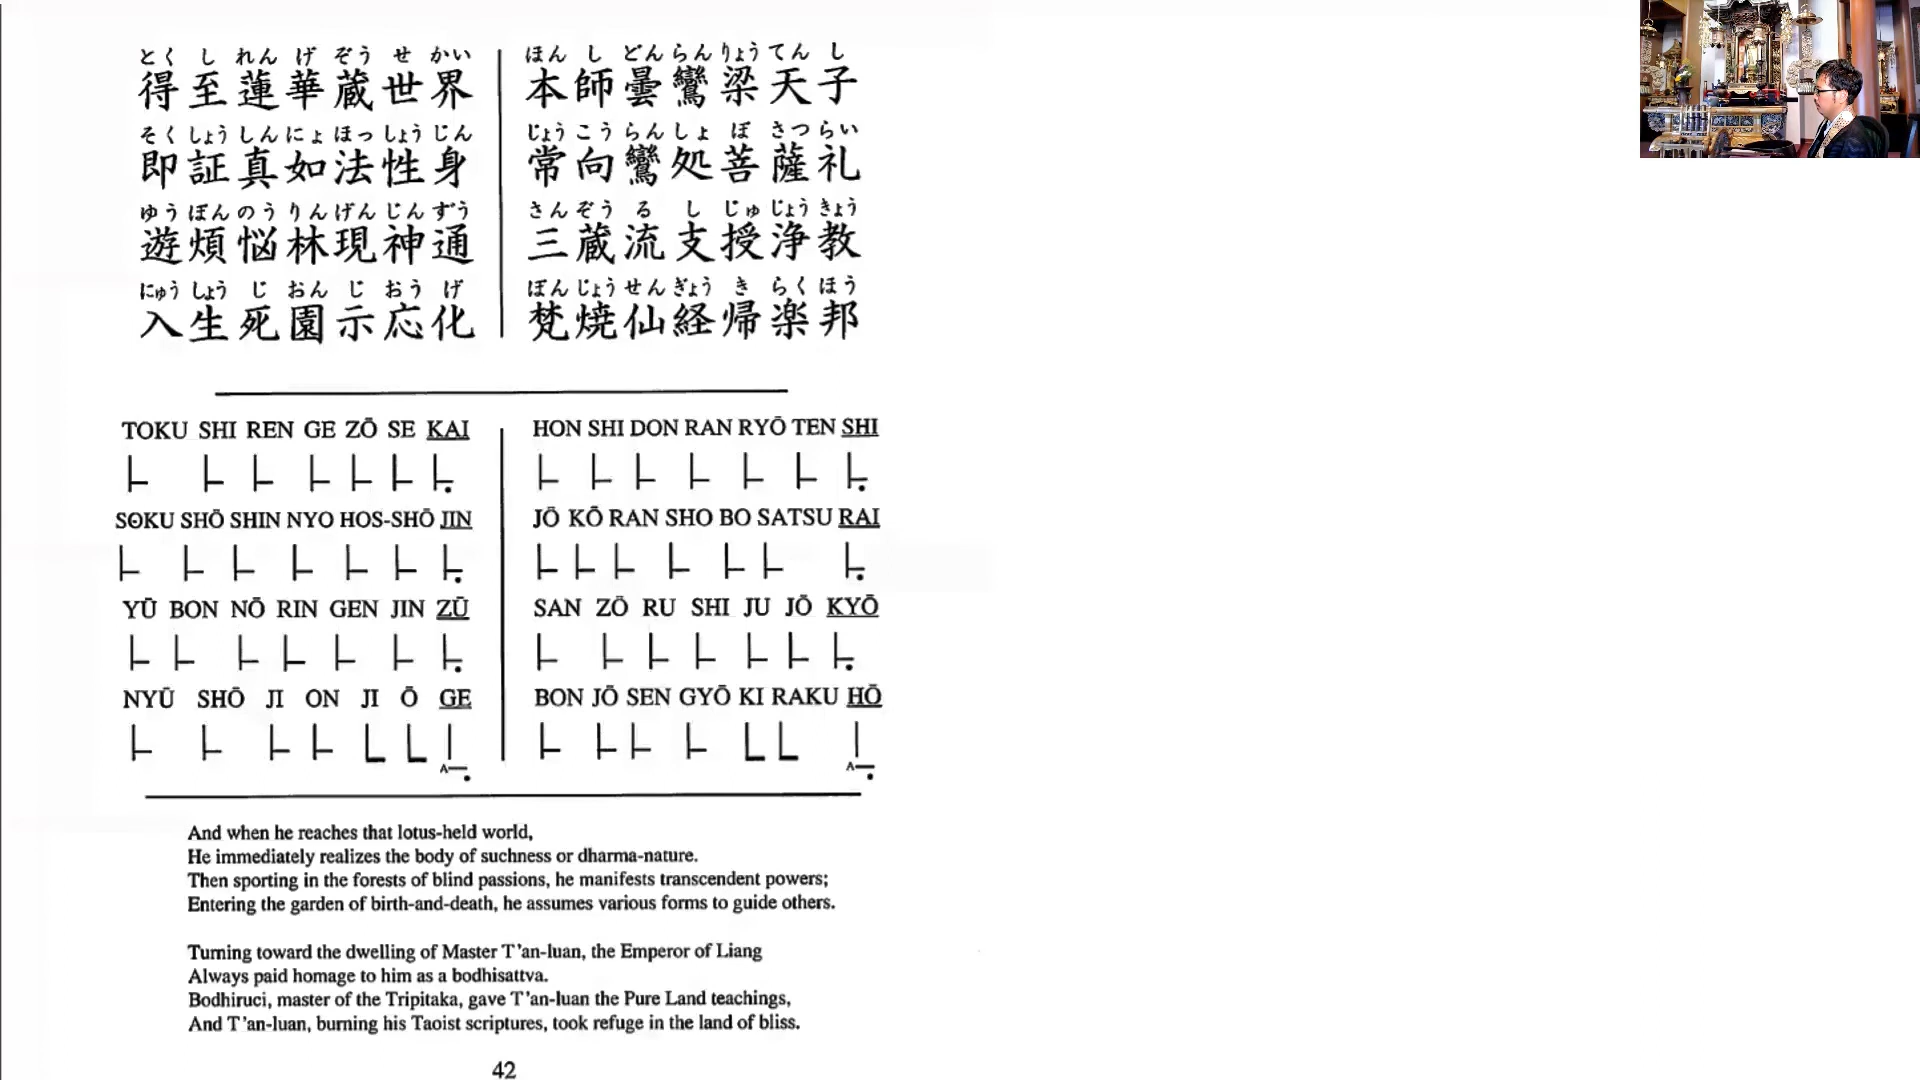 とくしれんげぞうせかい
得至蓮華蔵世界
そくしょうしんにょほっしょうじん
即証真如法性身
ゆうぼんのうりんげんじんずう
遊煩悩林現神通
にゅうしょうじおんじおうげ
入生死園示応化
ほんしどんらんりょうてんし
本師曇鸞梁天子
じょうこうらんしょぼさつらい
常向鸞処菩薩礼
さんぞうるしじゅじょうきょう
三蔵流支授浄教
ぼんじょうせんぎょうきらくほう
梵焼仙経帰楽邦
TOKU SHI REN GE ZŌ SE KAI
SOKU SHŌ SHIN NYO HOS-SHŌ JIN
YŪ BON NŌ RIN GEN JIN ZŪ
NYŪ SHŌ JI ON JI Ō GE
A
HON SHI DON RAN RYŌ TEN SHI
JŌ KŌ RAN SHO BO SATSU RAI
SAN ZŌ RU SHI JU JŌ KYŌ
BON JŌ SEN GYŌ KI RAKU HŌ
A
And when he reaches that lotus-held world,
He immediately realizes the body of suchness or dharma-nature.
Then sporting in the forests of blind passions, he manifests transcendent powers;
Entering the garden of birth-and-death, he assumes various forms to guide others.
Turning toward the dwelling of Master T'an-luan, the Emperor of Liang
Always paid homage to him as a bodhisattva.
Bodhiruci, master of the Tripitaka, gave T'an-luan the Pure Land teachings,
And T'an-luan, burning his Taoist scriptures, took refuge in the land of bliss.
42